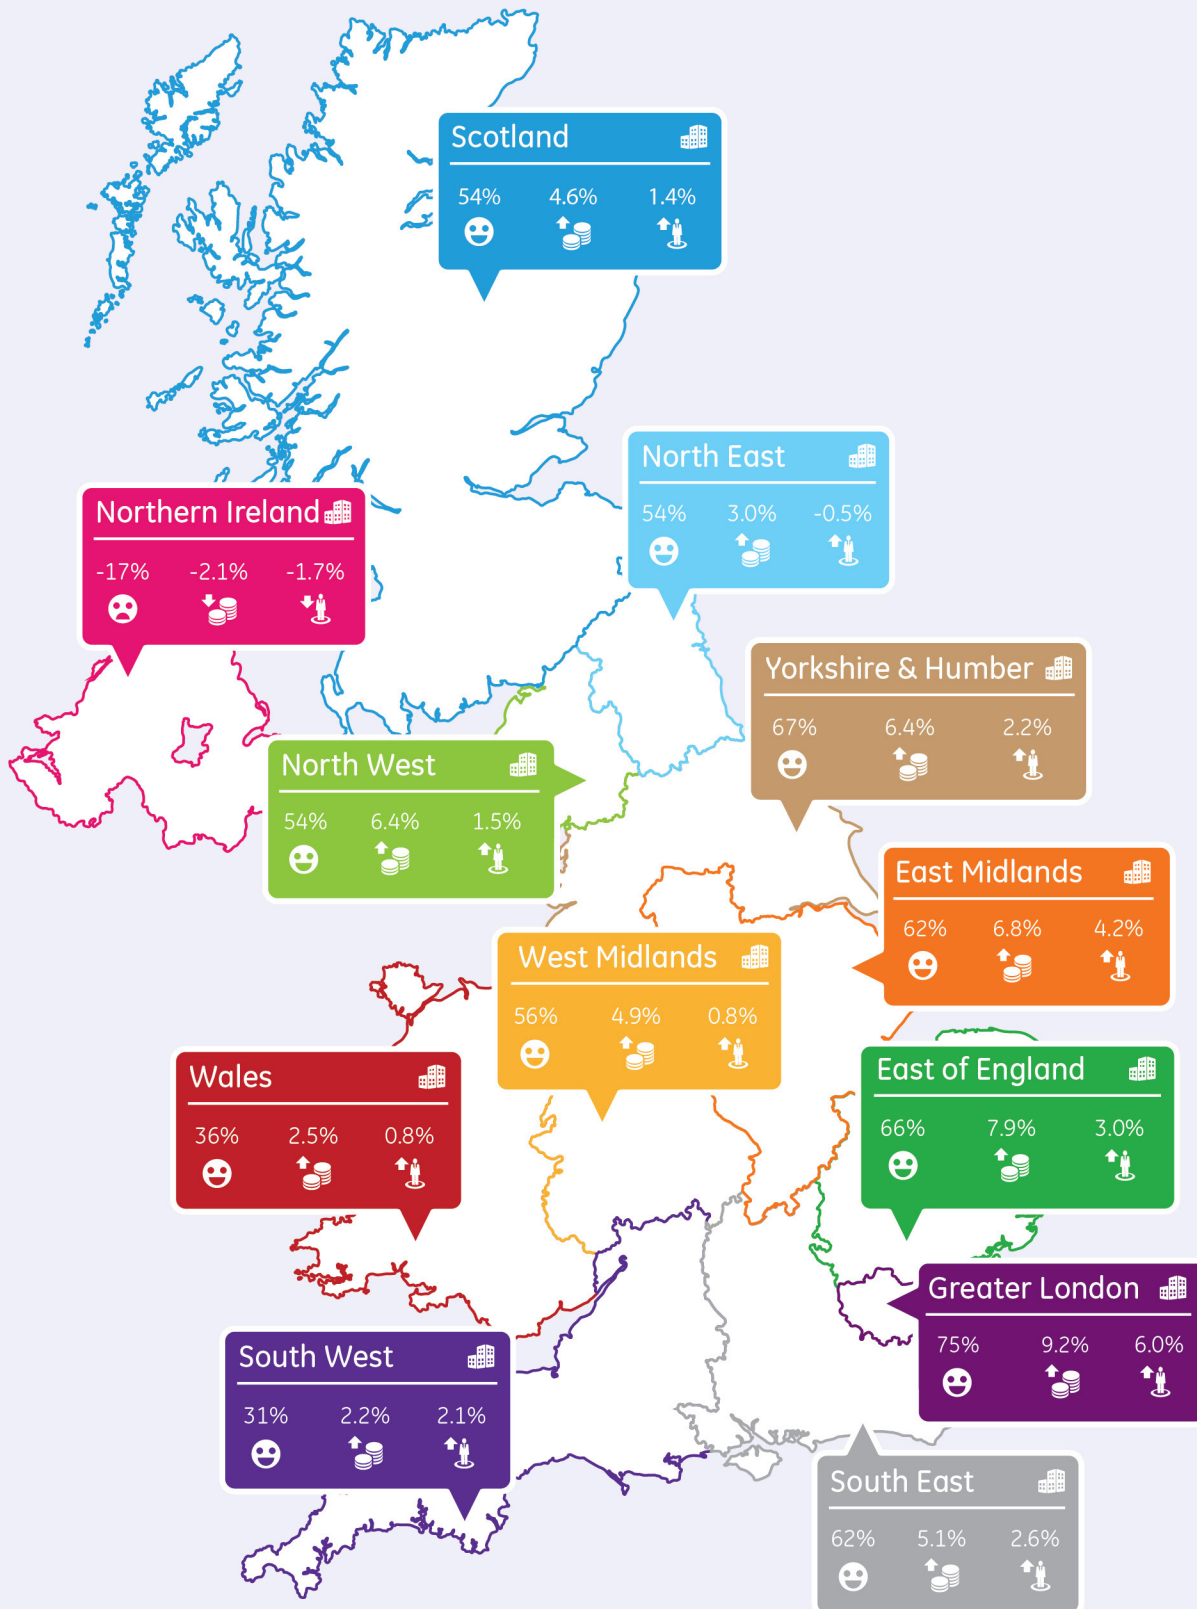 Scotland
54% 4.6% 1.4%
North East
54% 3.0% -0.5%
Northern Ireland
-17% -2.1% -1.7%
Yorkshire & Humber
67% 6.4% 2.2%
North West
54% 6.4% 1.5%
East Midlands
62% 6.8% 4.2%
West Midlands
56% 4.9% 0.8%
Wales
36% 2.5% 0.8%
East of England
66% 7.9% 3.0%
Greater London
75% 9.2% 6.0%
South West
31% 2.2% 2.1%
South East
62% 5.1% 2.6%